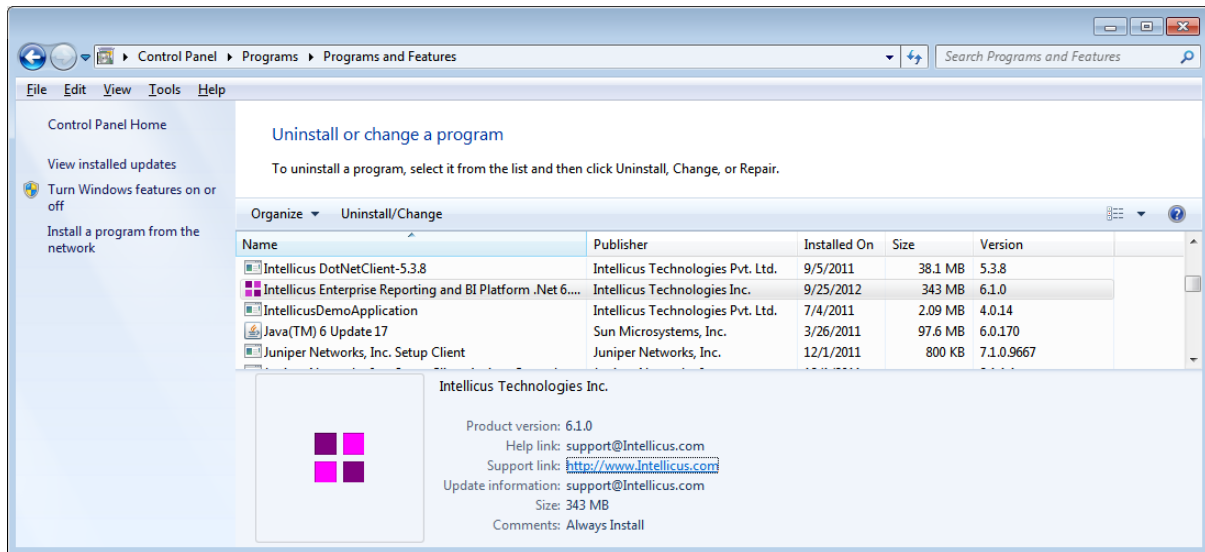 Control Panel Programs Programs and Features Search Programs and Features
File Edit View Tools Help
Control Panel Home
View installed updates
Turn Windows features on or
off
Install a program from the
network
Uninstall or change a program
To uninstall a program, select it from the list and then click Uninstall, Change, or Repair.
Organize Uninstall/Change
Name Publisher Installed On Size Version
Intellicus DotNetClient-5.3.8 Intellicus Technologies Pvt. Ltd. 9/5/2011 38.1 MB 5.3.8
Intellicus Enterprise Reporting and BI Platform .Net 6.... Intellicus Technologies Inc. 9/25/2012 343 MB 6.1.0
IntellicusDemoApplication Intellicus Technologies Pvt. Ltd. 7/4/2011 2.09 MB 4.0.14
Java(TM) 6 Update 17 Sun Microsystems, Inc. 3/26/2011 97.6 MB 6.0.170
Juniper Networks, Inc. Setup Client Juniper Networks, Inc. 12/1/2011 800 KB 7.1.0.9667
Intellicus Technologies Inc.
Product version: 6.1.0
Help link: support@Intellicus.com
Support link: http://www.Intellicus.com
Update information: support@Intellicus.com
Size: 343 MB
Comments: Always Install